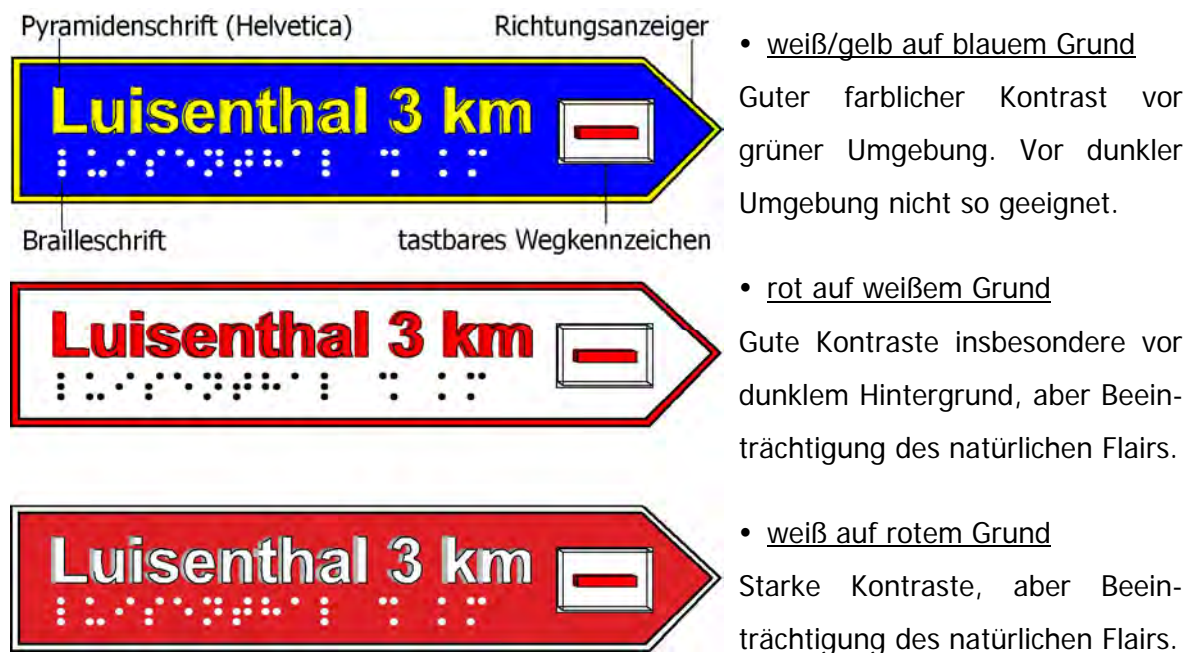 Pyramidenschrift (Helvetica)
Richtungsanzeiger
Luisenthal 3 km
Brailleschrift
tastbares Wegkennzeichen
• weiß/gelb auf blauem Grund
Guter farblicher Kontrast vor
grüner Umgebung. Vor dunkler
Umgebung nicht so geeignet.
Luisenthal 3 km
• rot auf weißem Grund
Gute Kontraste insbesondere vor
dunklem Hintergrund, aber Beein-
trächtigung des natürlichen Flairs.
Luisenthal 3 km
• weiß auf rotem Grund
Starke Kontraste, aber Beein-
trächtigung des natürlichen Flairs.